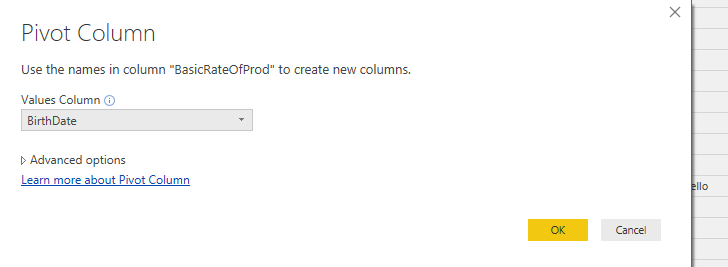 Pivot Column
Use the names in column "BasicRateOfProd" to create new columns.
Values Column
BirthDate
Advanced options
Learn more about Pivot Column
ello
OK
Cancel